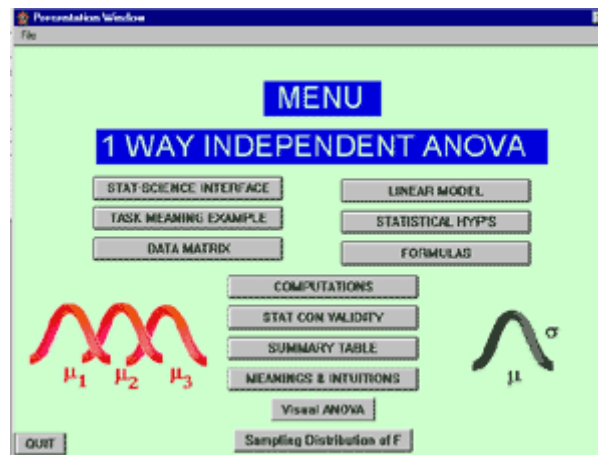 Presentation Window
File
MENU
1 WAY INDEPENDENT ANOVA
STAT-SCIENCE INTERFACE
LINEAR MODEL
TASK MEANING EXAMPLE
STATISTICAL HYP'S
DATA MATRIX
FORMULAS
COMPUTATIONS
STAT CON VALIDITY
SUMMARY TABLE
MEANINGS & INTUITIONS
μ1 μ2 μ3
σ
μ
Visual ANOVA
QUIT
Sampling Distribution of F